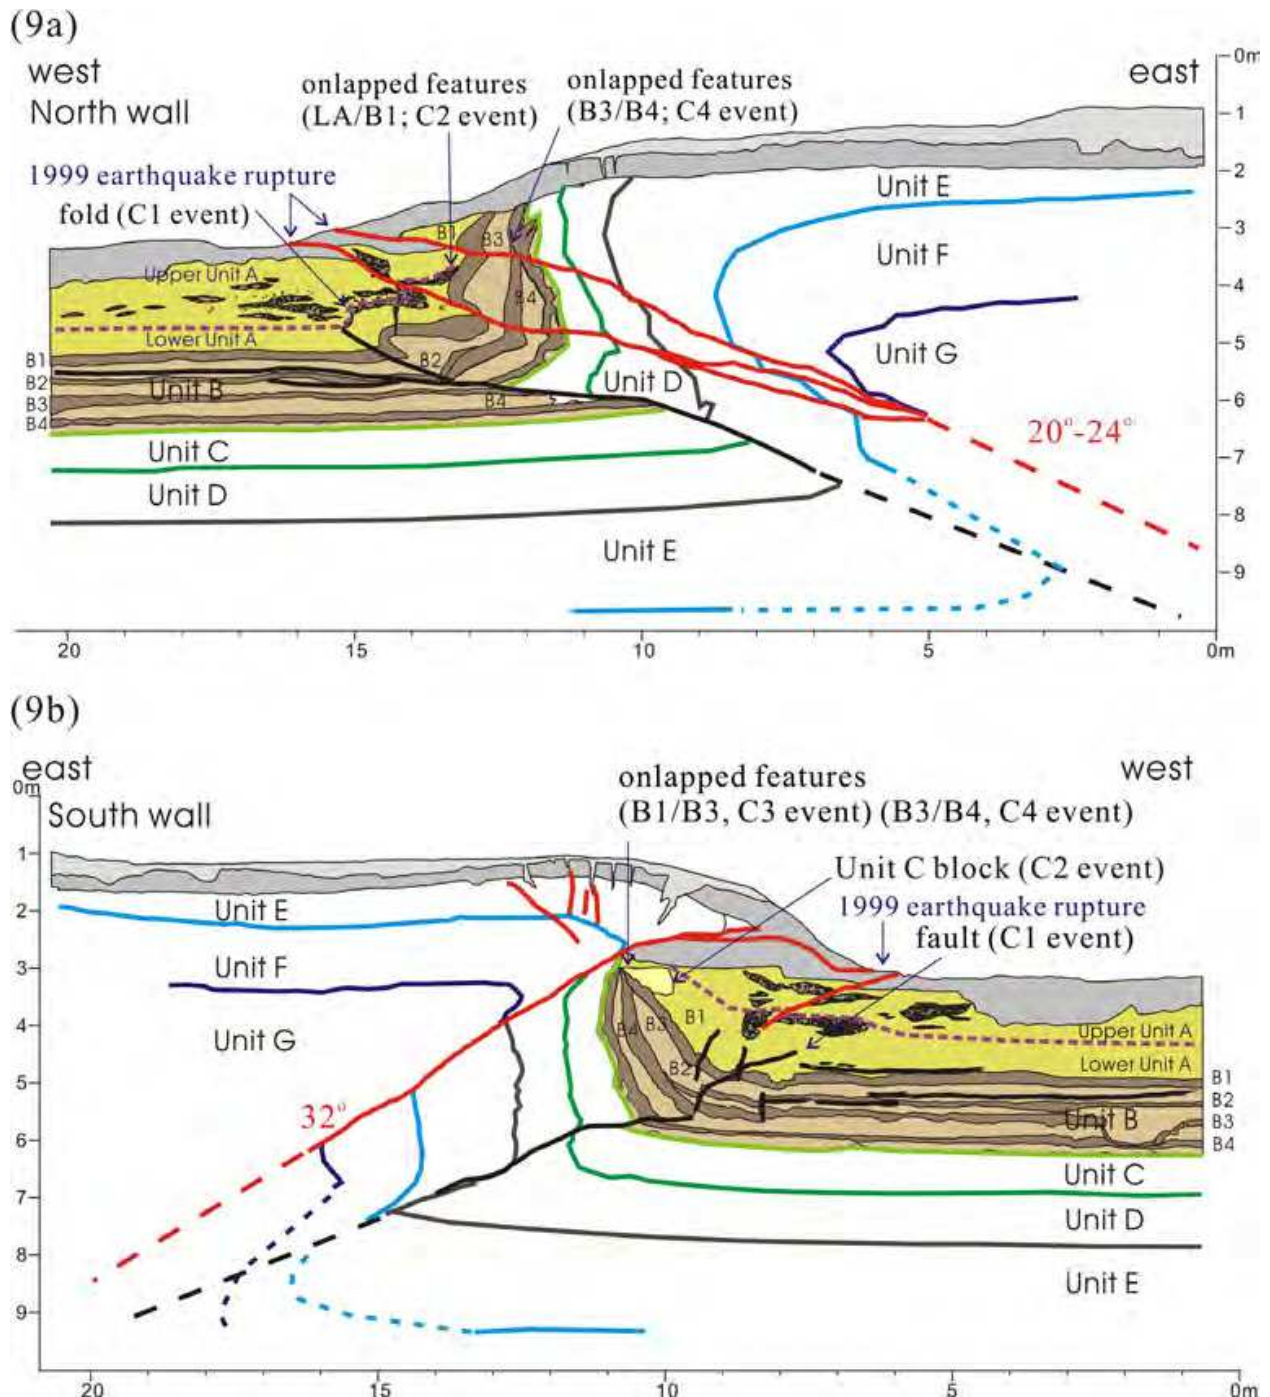 (9a)
west
North wall
east
onlapped features
(LA/B1; C2 event)
onlapped features
(B3/B4; C4 event)
1999 earthquake rupture
fold (C1 event)
0m
1
2
3
4
5
6
7
8
9
Unit E
Unit F
Unit G
Unit D
20°-24°
B1
B3
B4
B2
Upper Unit A
Lower Unit A
B1
B2
B3
B4
Unit B
B4
Unit C
Unit D
Unit E
20
15
10
5
0m
(9b)
east
west
South wall
0m
1
2
3
4
5
6
7
8
9
onlapped features
(B1/B3, C3 event) (B3/B4, C4 event)
Unit C block (C2 event)
1999 earthquake rupture
fault (C1 event)
Unit E
Unit F
Unit G
32°
B4
B3
B1
B2
Upper Unit A
Lower Unit A
B1
B2
Unit B
B3
B4
Unit C
Unit D
Unit E
20
15
10
5
0m